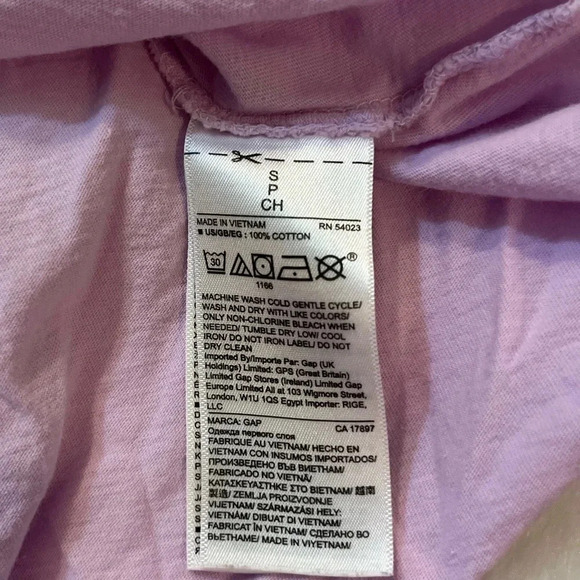 S
P
CH
MADE IN VIETNAM RN 54023
■ US/GB/EG : 100% COTTON
30
®
1166
MACHINE WASH COLD GENTLE CYCLE/
WASH AND DRY WITH LIKE COLORS/
ONLY NON-CHLORINE BLEACH WHEN
NEEDED/ TUMBLE DRY LOW/ COOL
IRON/ DO NOT IRON LABEL/ DO NOT
DRY CLEAN
Imported By/Importe Par: Gap (UK
Holdings) Limited: GPS (Great Britain)
Limited Gap Stores (Ireland) Limited Gap
Europe Limited All at 103 Wigmore Street,
London, W1U 1QS Egypt Importer: RIGE,
LLC
MARCA: GAP CA 17897
Одежда первого слоя
FABRIQUE AU VIETNAM/ HECHO EN
VIETNAM CON INSUMOS IMPORTADOS/
ПРОИЗВЕДЕНО ВЪВ ВИЕТНАМ/
FABRICADO NO VIETNÃ/
ΚΑΤΑΣΚΕΥΑΣΤΗΚΕ ΣΤΟ ΒΙΕΤΝΑΜ/ 越南
製造/ ZEMLJA PROIZVODNJE
VIJETNAM/ SZÁRMAZÁSI HELY:
VIETNÁM/ DIBUAT DI VIETNAM/
FABRICAT ÎN VIETNAM/ СДЕЛАНО ВО
ВЬЕТНАМЕ/ MADE IN VIYETNAM/